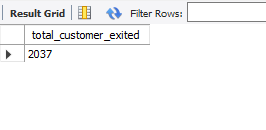 Result Grid Filter Rows:
total_customer_exited
2037